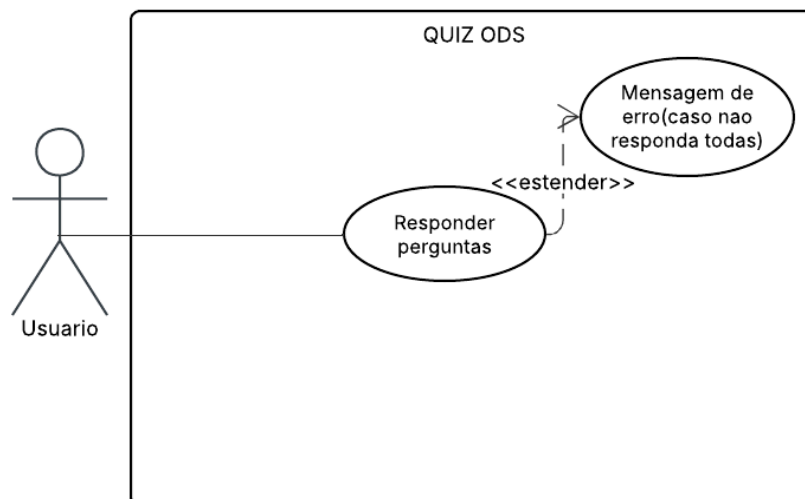 QUIZ ODS
Mensagem de
erro(caso nao
responda todas)
<<estender>>
Responder
perguntas
Usuario